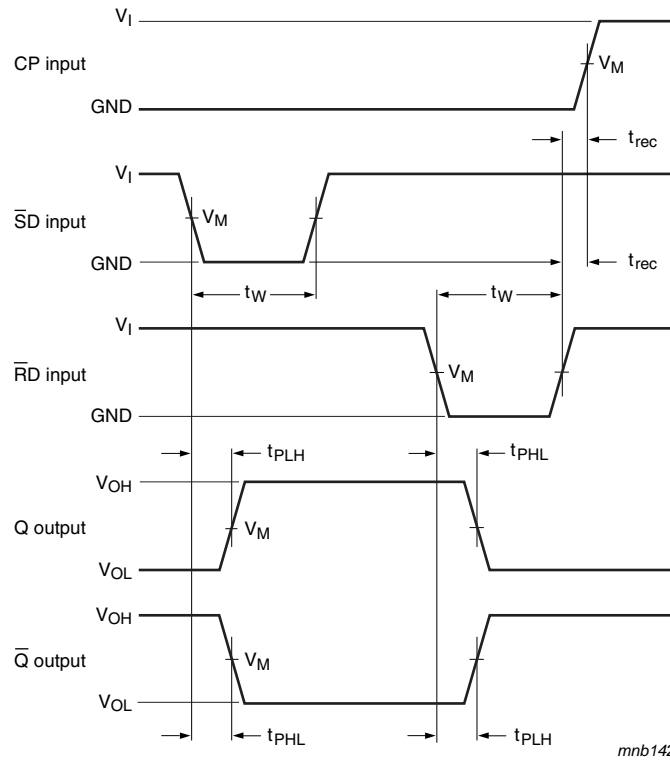 V_I
CP input
V_M
GND
t_rec
V_I
S̅D input
V_M
GND
t_rec
t_W
t_W
V_I
R̅D input
V_M
GND
t_PLH
t_PHL
V_OH
Q output
V_M
V_OL
V_OH
Q̅ output
V_M
V_OL
t_PHL
t_PLH
mnb142